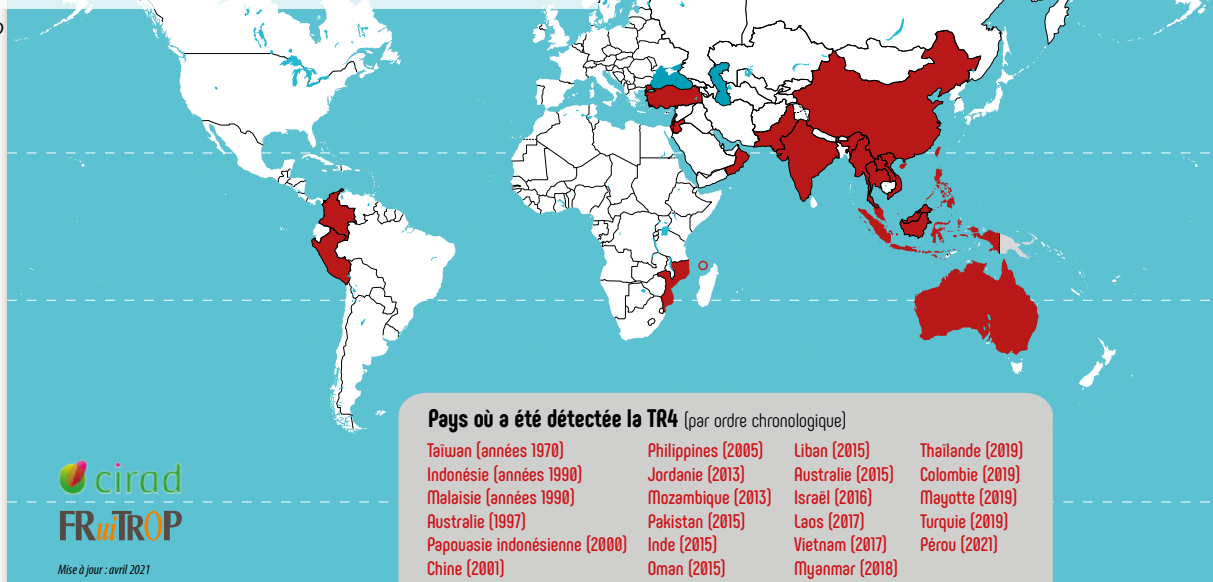 Pays où a été détectée la TR4 (par ordre chronologique)
Taïwan (années 1970)
Indonésie (années 1990)
Malaisie (années 1990)
Australie (1997)
Papouasie indonésienne (2000)
Chine (2001)
Philippines (2005)
Jordanie (2013)
Mozambique (2013)
Pakistan (2015)
Inde (2015)
Oman (2015)
Liban (2015)
Australie (2015)
Israël (2016)
Laos (2017)
Vietnam (2017)
Myanmar (2018)
Thaïlande (2019)
Colombie (2019)
Mayotte (2019)
Turquie (2019)
Pérou (2021)
cirad
FRuiTROP
Mise à jour : avril 2021